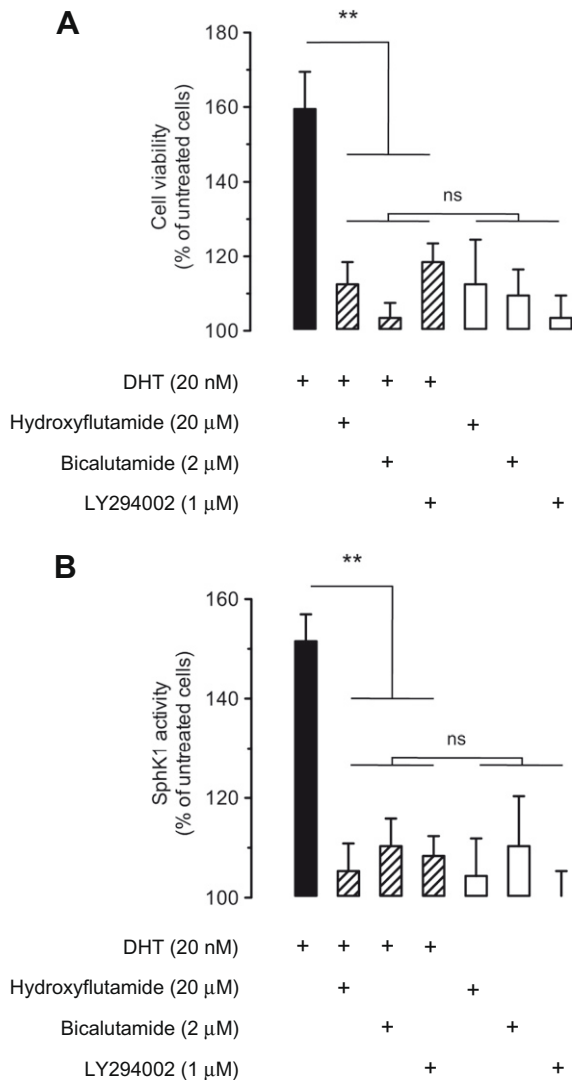 A
**
180
160
140
120
100
Cell viability
(% of untreated cells)
ns
DHT (20 nM) + + + +
Hydroxyflutamide (20 μM) + +
Bicalutamide (2 μM) + +
LY294002 (1 μM) + +
B
**
160
140
120
100
SphK1 activity
(% of untreated cells)
ns
DHT (20 nM) + + + +
Hydroxyflutamide (20 μM) + +
Bicalutamide (2 μM) + +
LY294002 (1 μM) + +